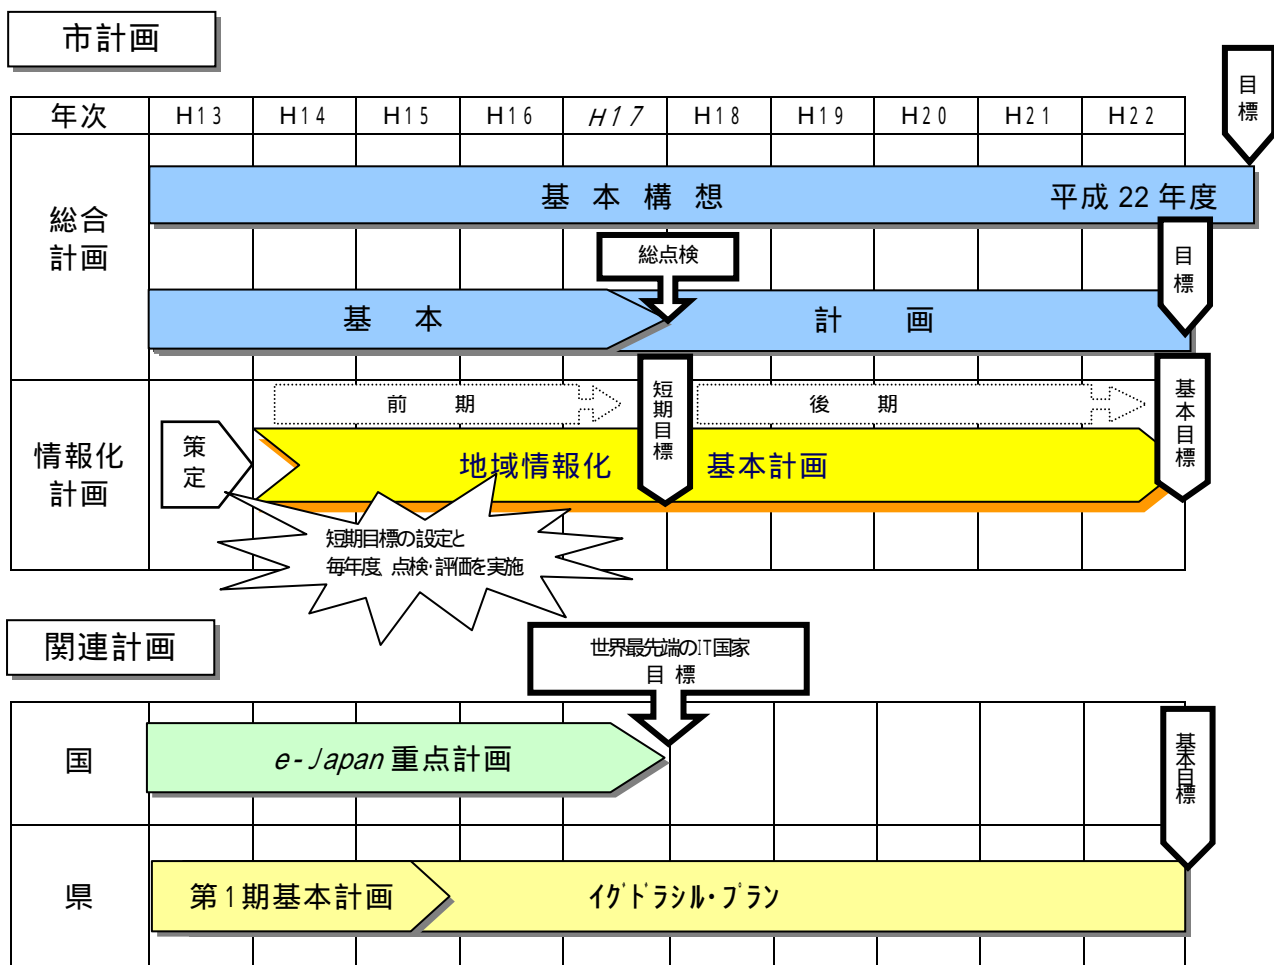 市計画
目標
年次 H13 H14 H15 H16 H17 H18 H19 H20 H21 H22
総合
計画
基本構想 平成 22 年度
総点検
目標
基本 計画
情報化
計画
前期
後期
短期目標
基本目標
策定
地域情報化 基本計画
短期目標の設定と
毎年度、点検・評価を実施
関連計画
世界最先端のIT国家
目標
国
e-Japan 重点計画
基本目標
県
第1期基本計画
イグドラシル・プラン